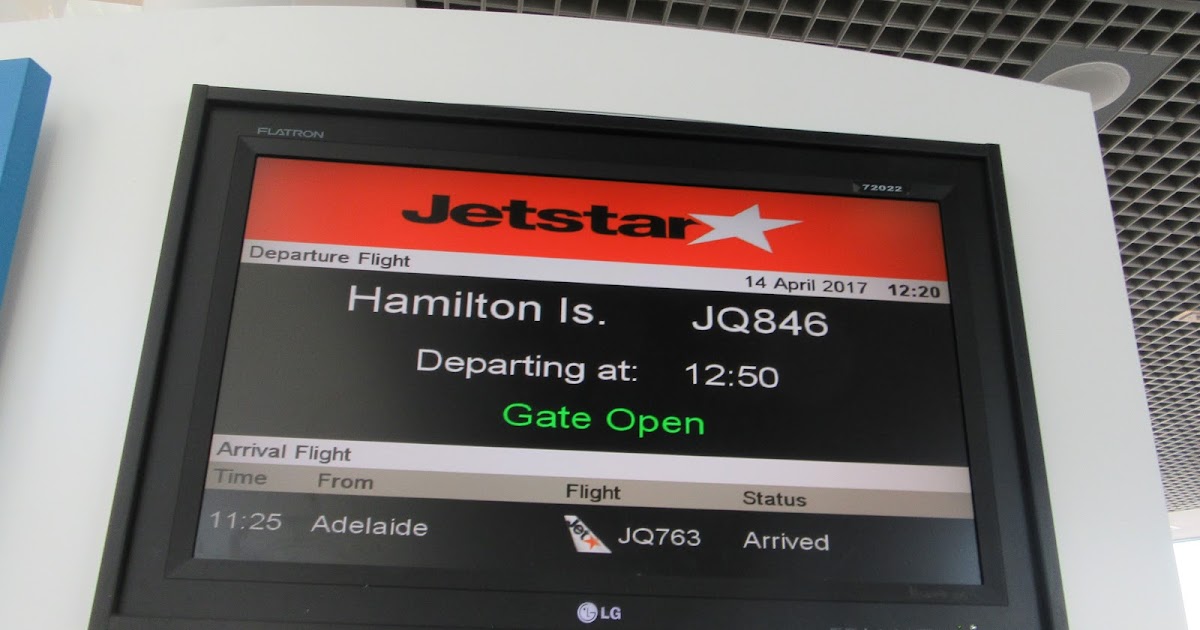 FLATRON
72022
Jetstar
Departure Flight
14 April 2017 12:20
Hamilton Is. JQ846
Departing at: 12:50
Gate Open
Arrival Flight
Time From Flight Status
11:25 Adelaide Jet JQ763 Arrived
LG